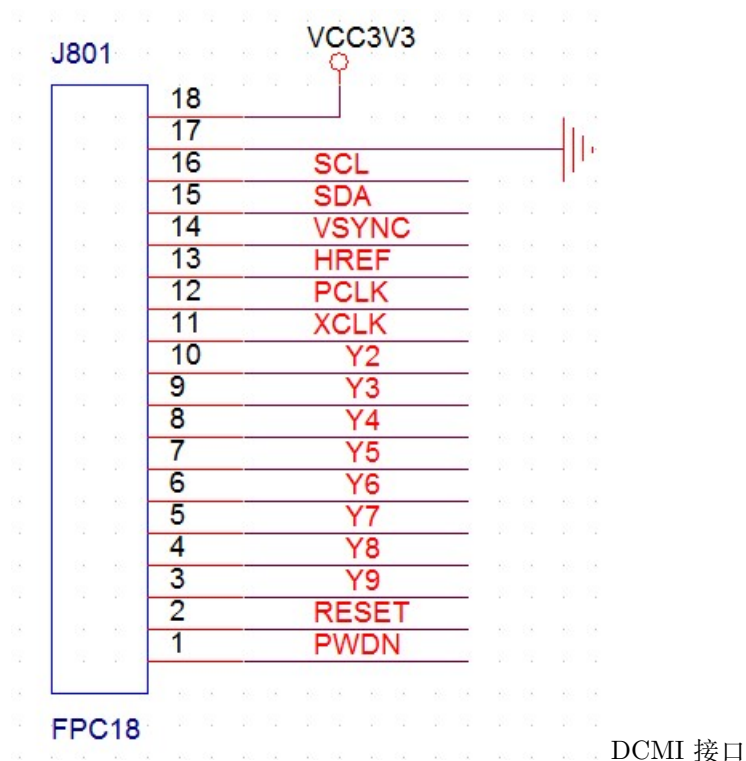 VCC3V3
J801
18
17
16 SCL
15 SDA
14 VSYNC
13 HREF
12 PCLK
11 XCLK
10 Y2
9 Y3
8 Y4
7 Y5
6 Y6
5 Y7
4 Y8
3 Y9
2 RESET
1 PWDN
FPC18
DCMI 接口